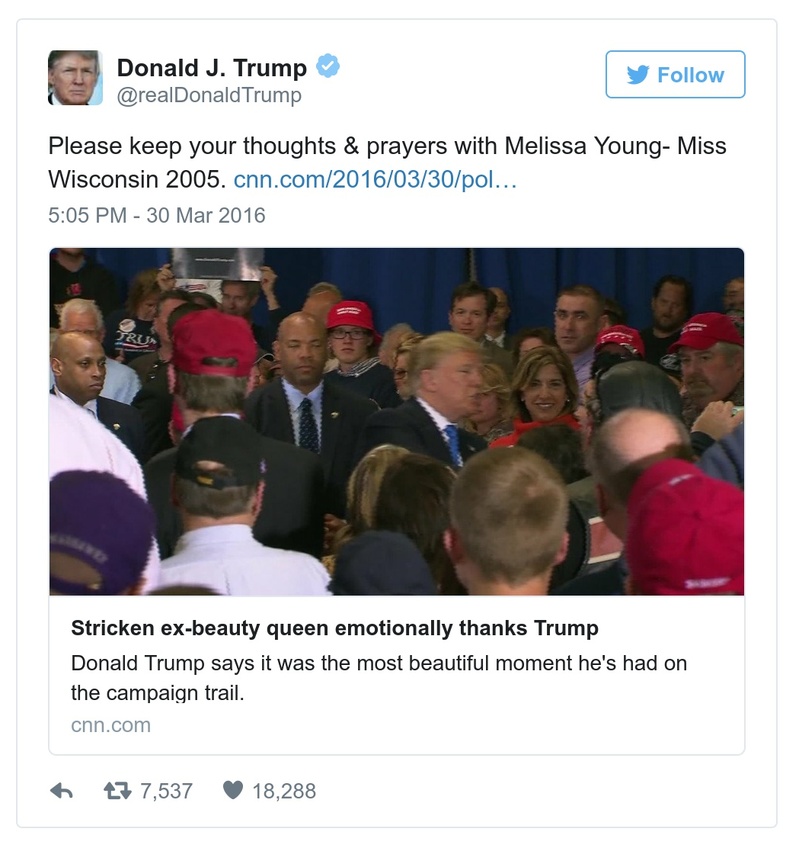 Donald J. Trump
@realDonaldTrump
Follow
Please keep your thoughts & prayers with Melissa Young- Miss
Wisconsin 2005. cnn.com/2016/03/30/pol…
5:05 PM - 30 Mar 2016
Stricken ex-beauty queen emotionally thanks Trump
Donald Trump says it was the most beautiful moment he's had on
the campaign trail.
cnn.com
7,537 18,288